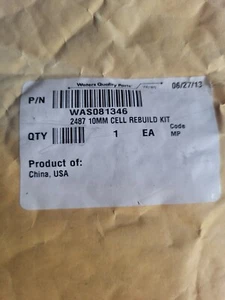 Waters Quality Parts
06/27/13
P/N
WAS081346
2487 10MM CELL REBUILD KIT
QTY 1 EA Code
MP
Product of:
China, USA